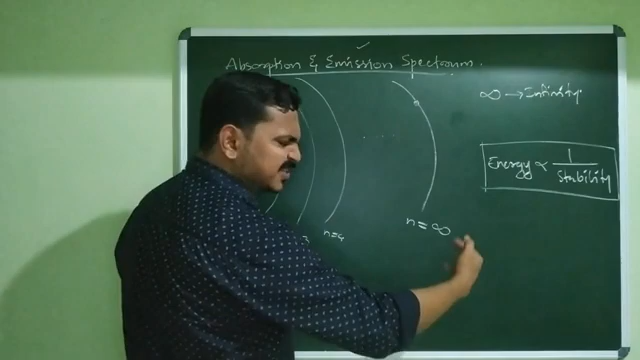 Absorption & Emission Spectrum.
∞ → Infinity.
Energy ∝ 1/Stability
n=4
n=∞